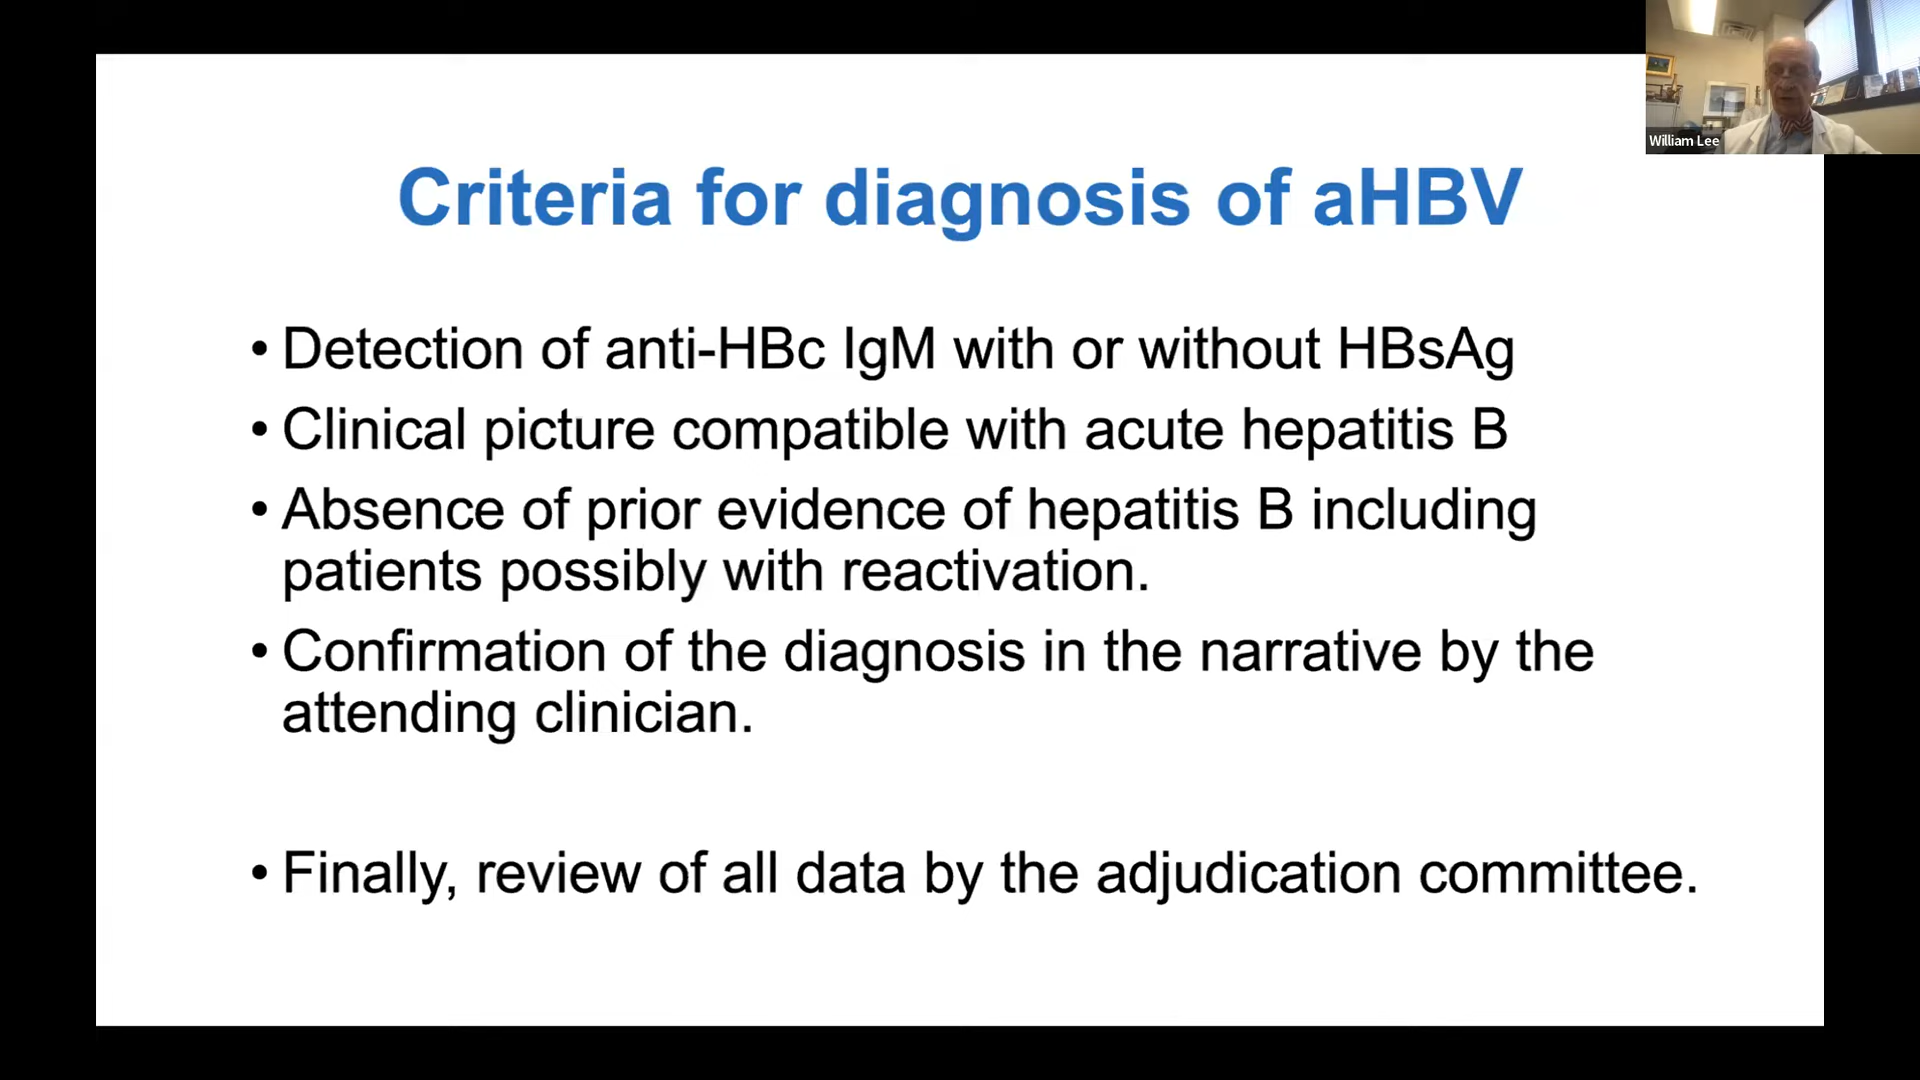 William Lee
Criteria for diagnosis of aHBV
• Detection of anti-HBc IgM with or without HBsAg
• Clinical picture compatible with acute hepatitis B
• Absence of prior evidence of hepatitis B including
patients possibly with reactivation.
• Confirmation of the diagnosis in the narrative by the
attending clinician.
• Finally, review of all data by the adjudication committee.